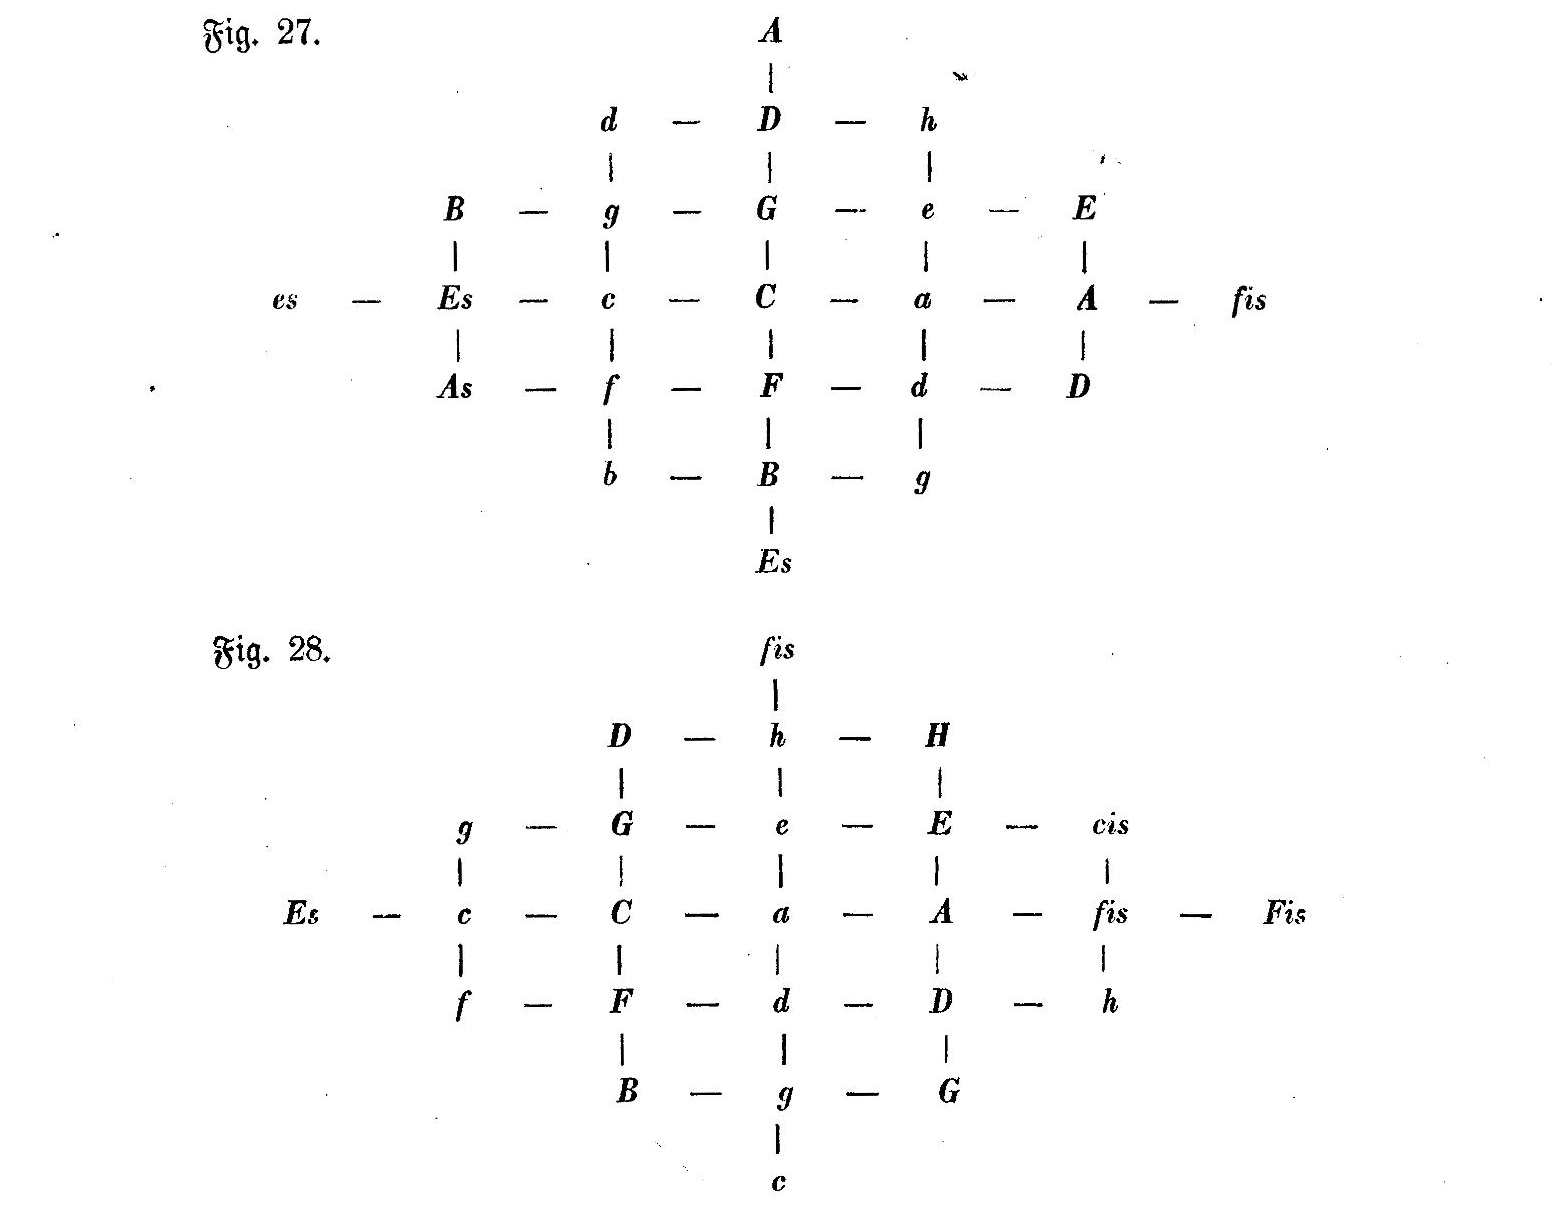 Fig. 27.
A
|
d — D — h
| | |
B — g — G — e — E
| | | | |
es — Es — c — C — a — A — fis
| | | | |
As — f — F — d — D
| | |
b — B — g
|
Es
Fig. 28.
fis
|
D — h — H
| | |
g — G — e — E — cis
| | | | |
Es — c — C — a — A — fis — Fis
| | | | |
f — F — d — D — h
| | |
B — g — G
|
c